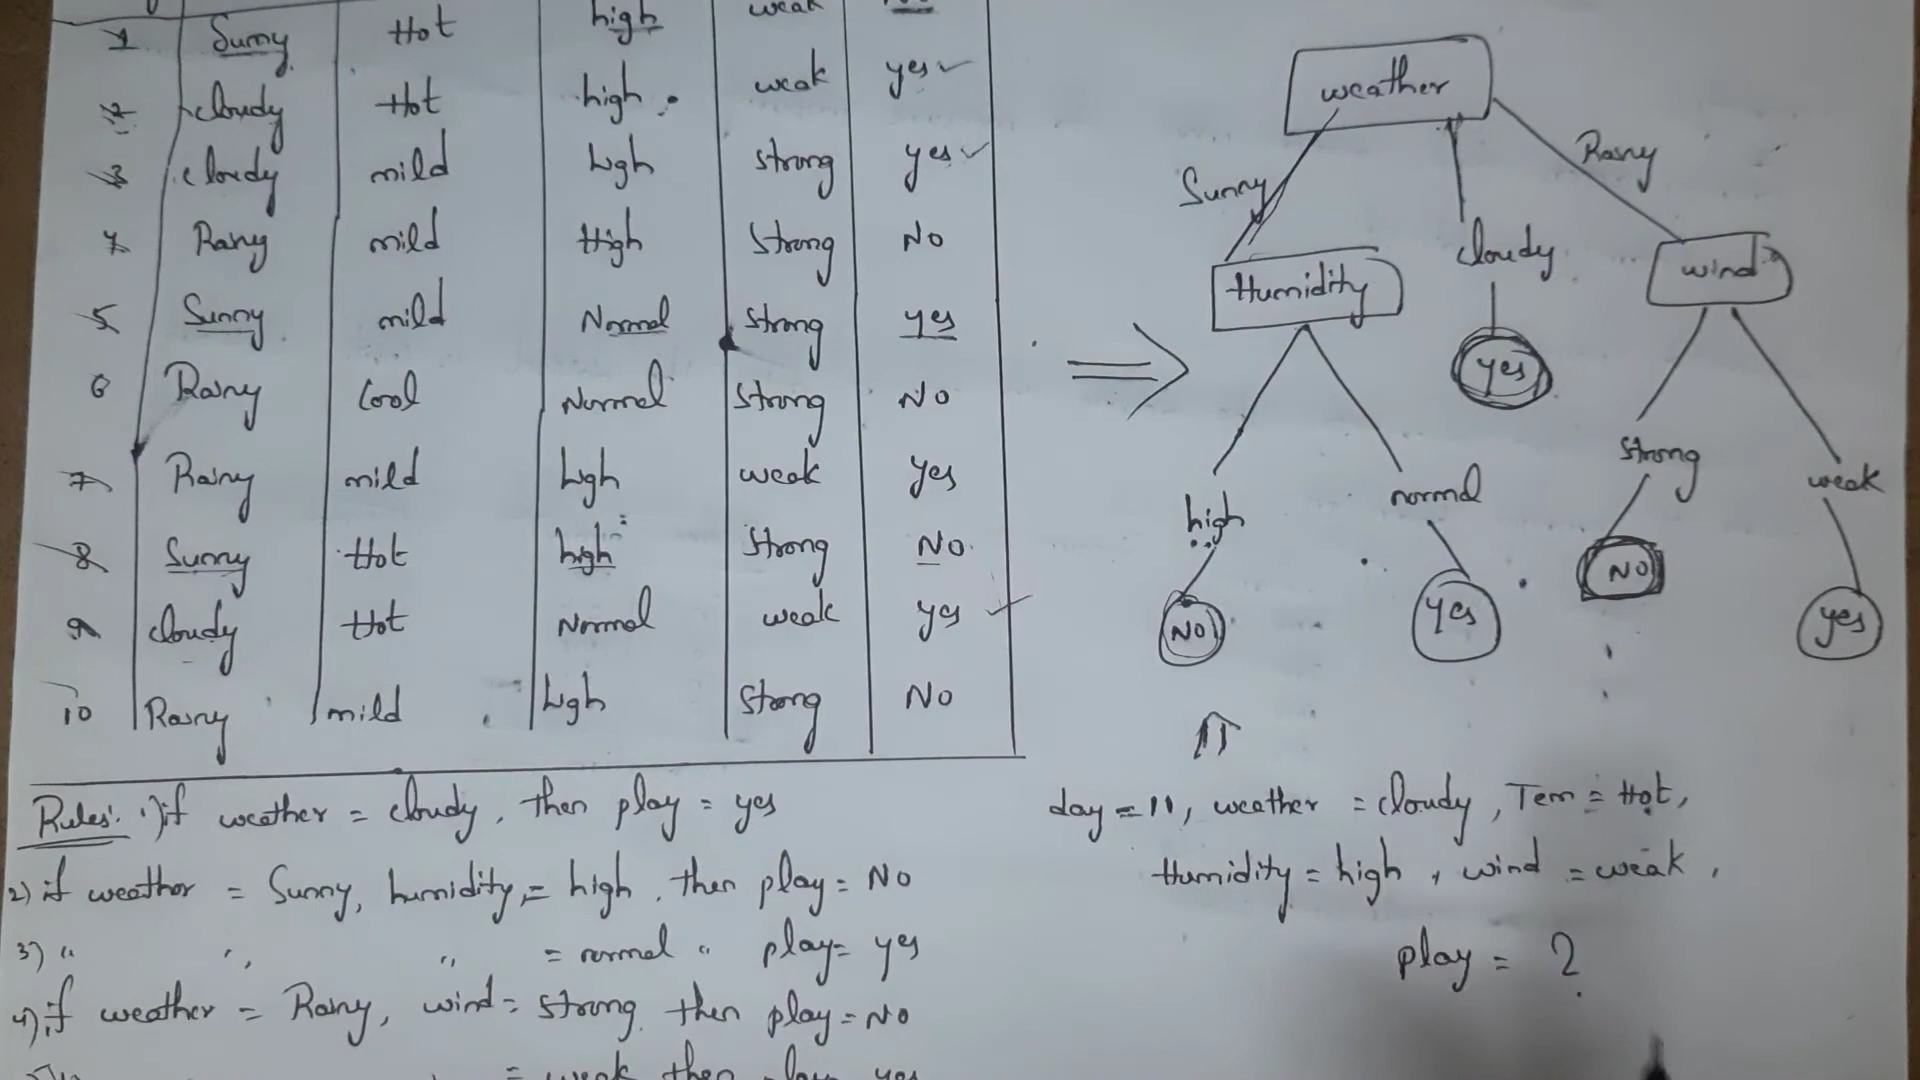 1 Sunny Hot high weak
2 cloudy Hot high weak yes
3 cloudy mild high strong yes
4 Rainy mild High Strong No
5 Sunny mild Normal Strong yes
6 Rainy Cool Normal Strong No
7 Rainy mild high weak yes
8 Sunny Hot high Strong No
9 cloudy Hot Normal weak yes
10 Rainy mild high Strong No
Rules: 1) if weather = cloudy, then play = yes
2) if weather = Sunny, humidity = high, then play = No
3) " " " = normal " play = yes
4) if weather = Rainy, wind = strong then play = No
= weak then play yes
weather
Sunny
Rainy
cloudy
Humidity
wind
yes
strong
weak
high
normal
No
yes
No
yes
day = 11, weather = cloudy, Tem = Hot,
Humidity = high, wind = weak,
play = ?